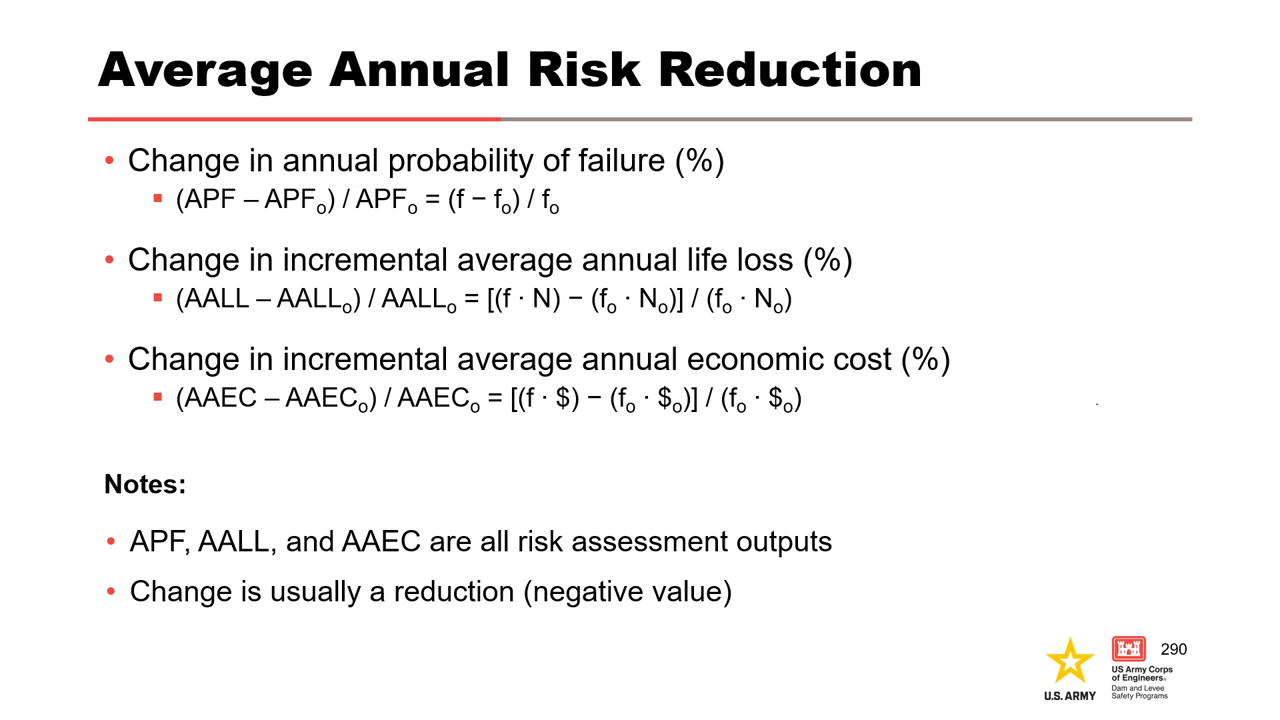 Average Annual Risk Reduction
• Change in annual probability of failure (%)
▪ (APF – APFₒ) / APFₒ = (f − fₒ) / fₒ
• Change in incremental average annual life loss (%)
▪ (AALL – AALLₒ) / AALLₒ = [(f · N) − (fₒ · Nₒ)] / (fₒ · Nₒ)
• Change in incremental average annual economic cost (%)
▪ (AAEC – AAECₒ) / AAECₒ = [(f · $) − (fₒ · $ₒ)] / (fₒ · $ₒ)
Notes:
• APF, AALL, and AAEC are all risk assessment outputs
• Change is usually a reduction (negative value)
290
U.S. ARMY
US Army Corps
of Engineers®
Dam and Levee
Safety Programs